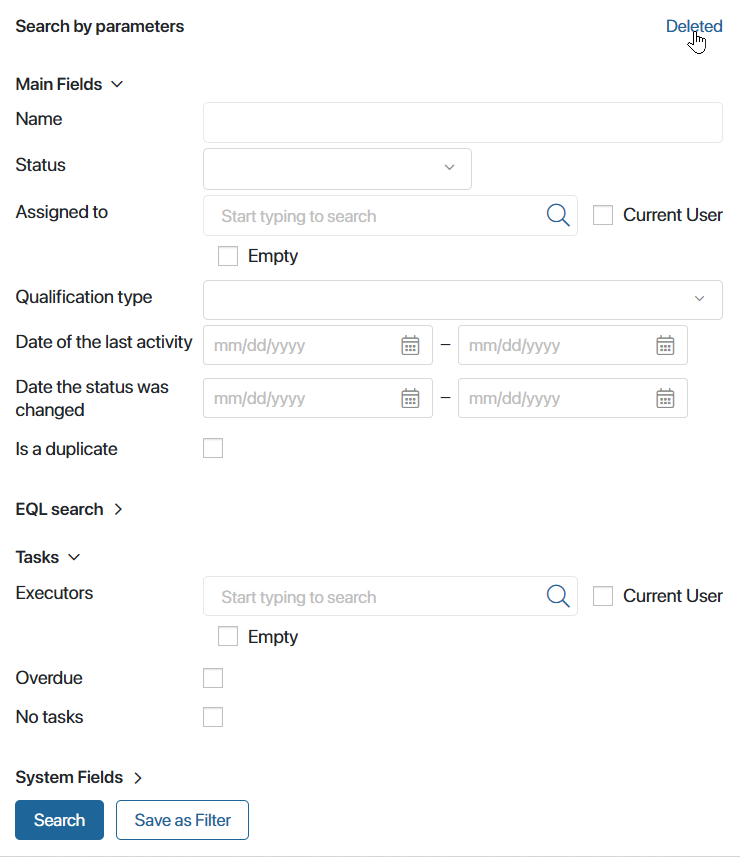 Search by parameters Deleted
Main Fields
Name
Status
Assigned to Start typing to search Current User
Empty
Qualification type
Date of the last activity mm/dd/yyyy – mm/dd/yyyy
Date the status was
changed mm/dd/yyyy – mm/dd/yyyy
Is a duplicate
EQL search
Tasks
Executors Start typing to search Current User
Empty
Overdue
No tasks
System Fields
Search Save as Filter